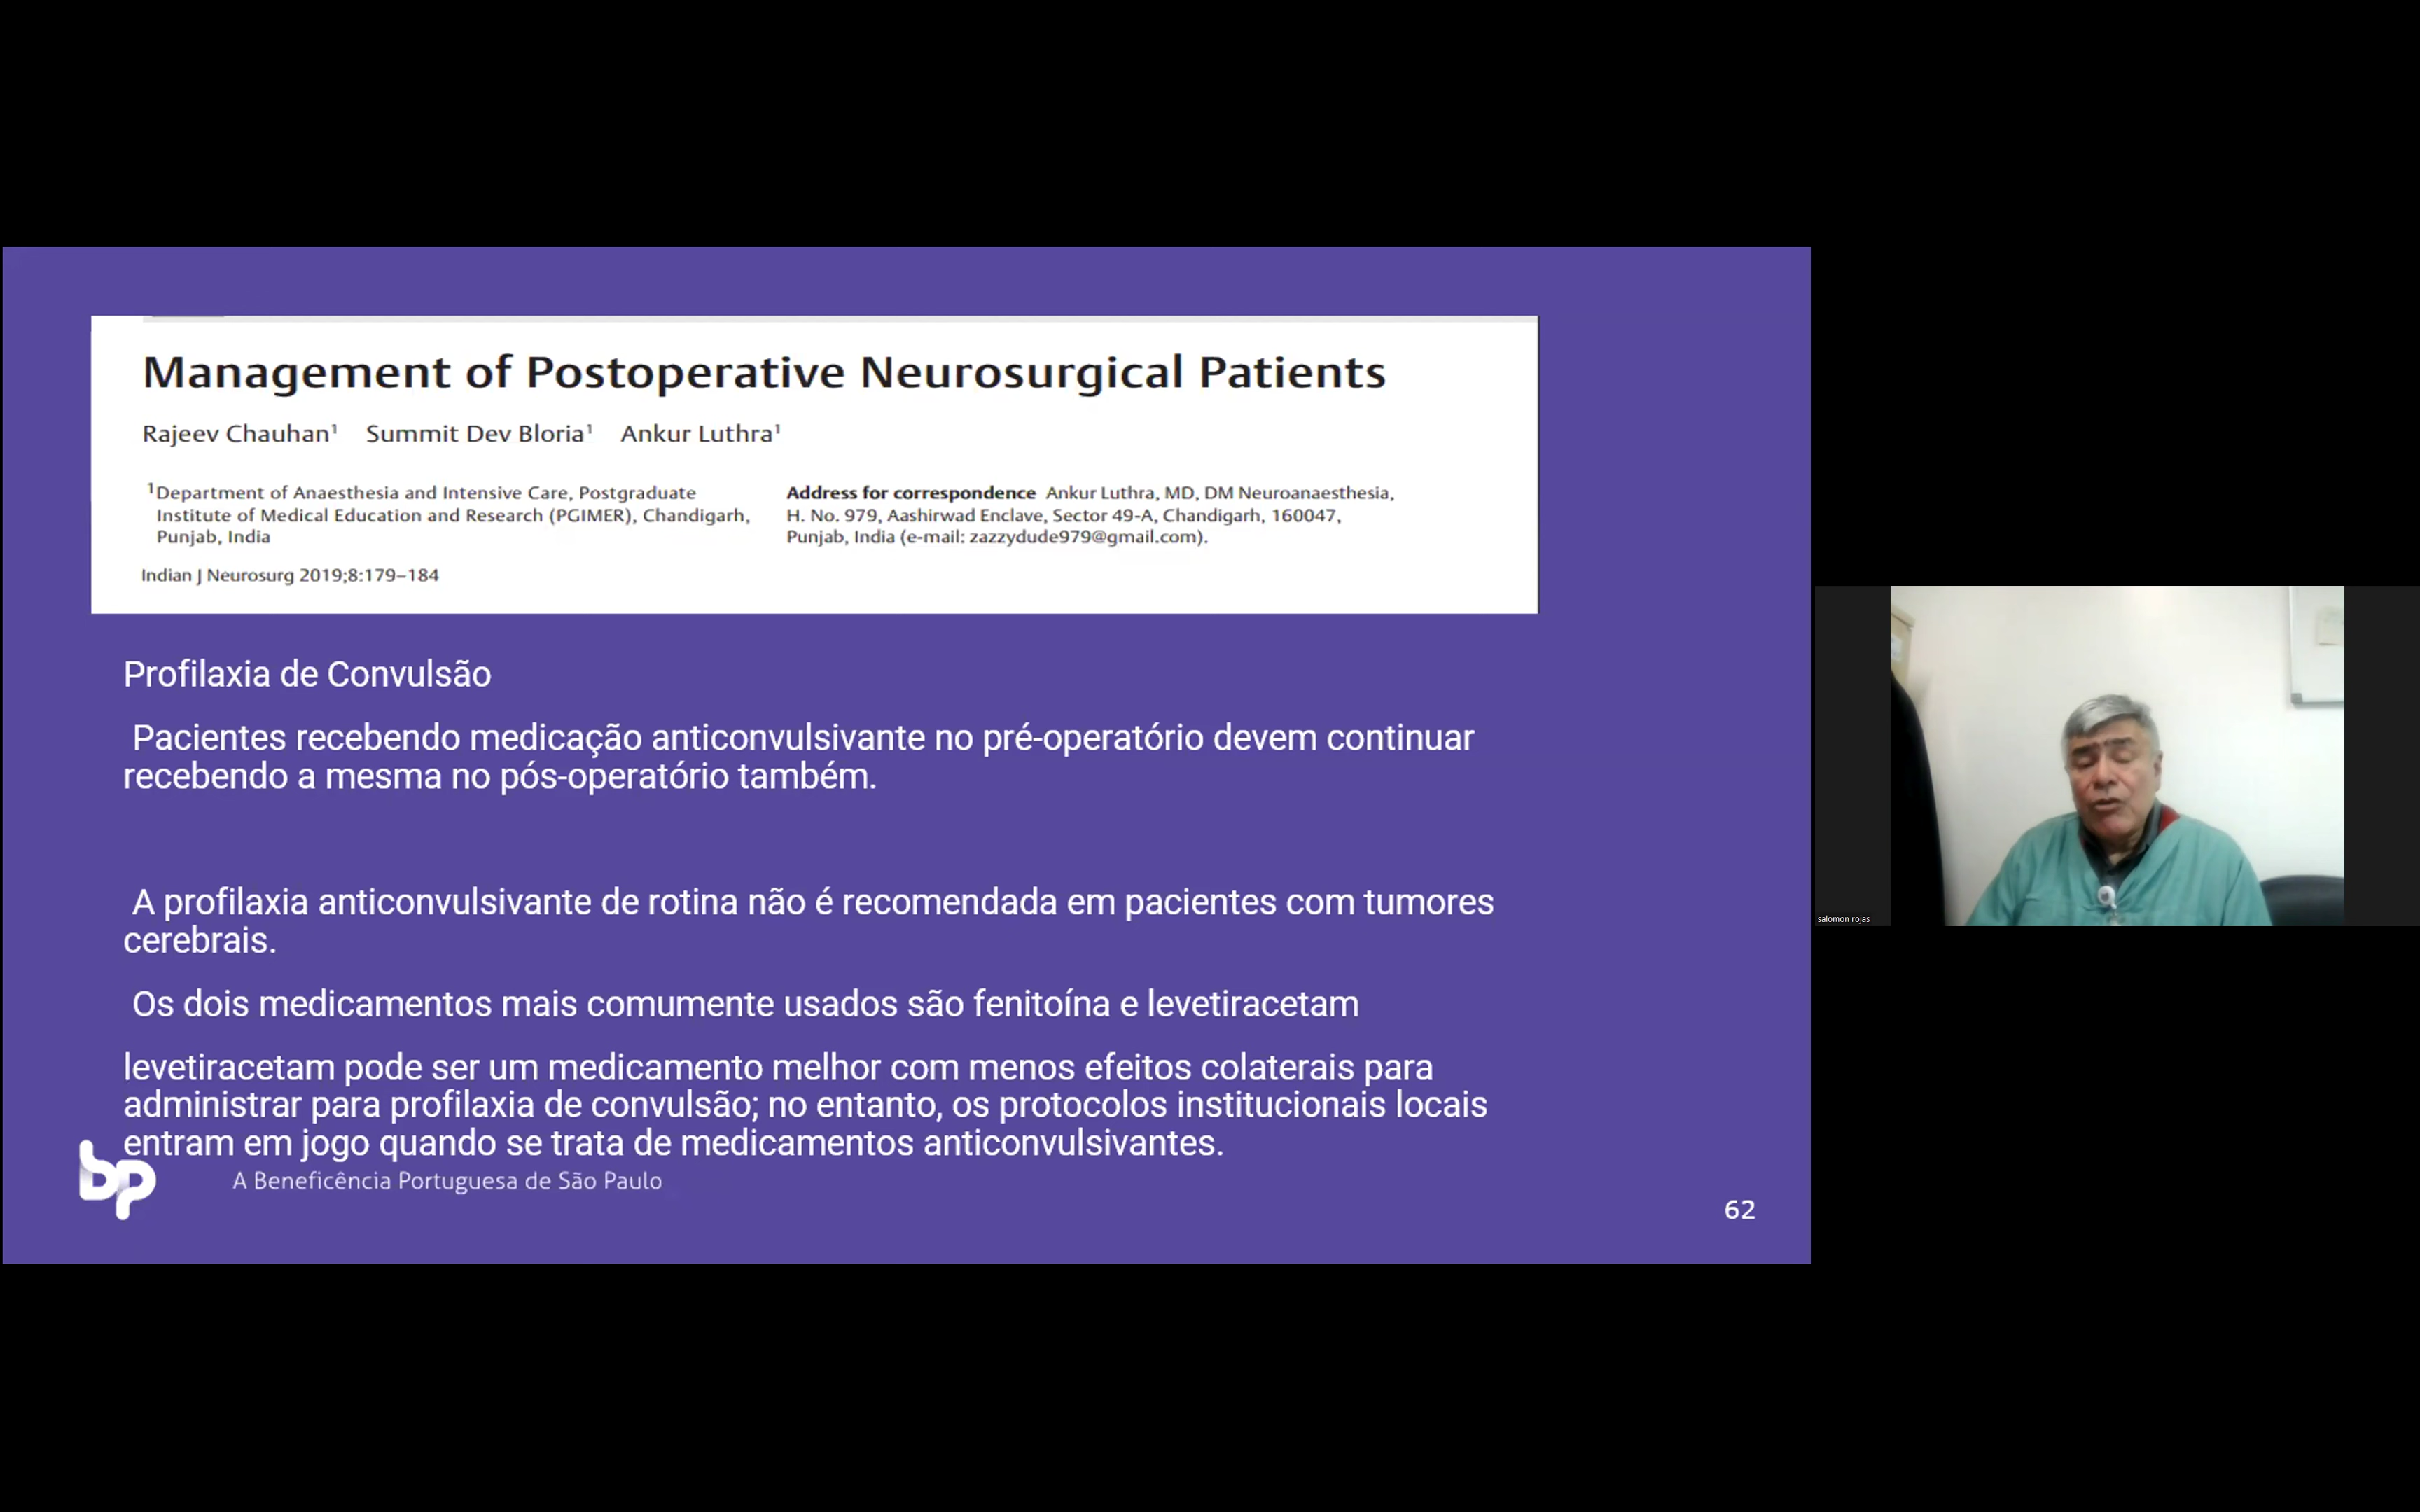 Management of Postoperative Neurosurgical Patients
Rajeev Chauhan¹ Summit Dev Bloria¹ Ankur Luthra¹
¹Department of Anaesthesia and Intensive Care, Postgraduate
Institute of Medical Education and Research (PGIMER), Chandigarh,
Punjab, India
Address for correspondence Ankur Luthra, MD, DM Neuroanaesthesia,
H. No. 979, Aashirwad Enclave, Sector 49-A, Chandigarh, 160047,
Punjab, India (e-mail: zazzydude979@gmail.com).
Indian J Neurosurg 2019;8:179–184
Profilaxia de Convulsão
Pacientes recebendo medicação anticonvulsivante no pré-operatório devem continuar
recebendo a mesma no pós-operatório também.
A profilaxia anticonvulsivante de rotina não é recomendada em pacientes com tumores
cerebrais.
Os dois medicamentos mais comumente usados são fenitoína e levetiracetam
levetiracetam pode ser um medicamento melhor com menos efeitos colaterais para
administrar para profilaxia de convulsão; no entanto, os protocolos institucionais locais
entram em jogo quando se trata de medicamentos anticonvulsivantes.
bp
A Beneficência Portuguesa de São Paulo
62
salomon rojas